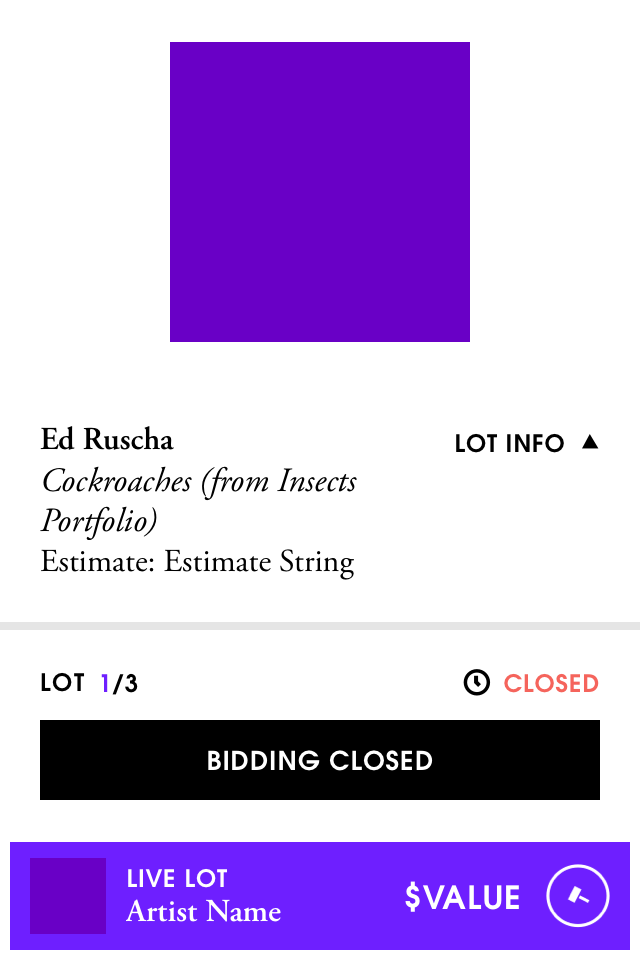 Ed Ruscha
LOT INFO
Cockroaches (from Insects
Portfolio)
Estimate: Estimate String
LOT 1/3
CLOSED
BIDDING CLOSED
LIVE LOT
Artist Name
$VALUE